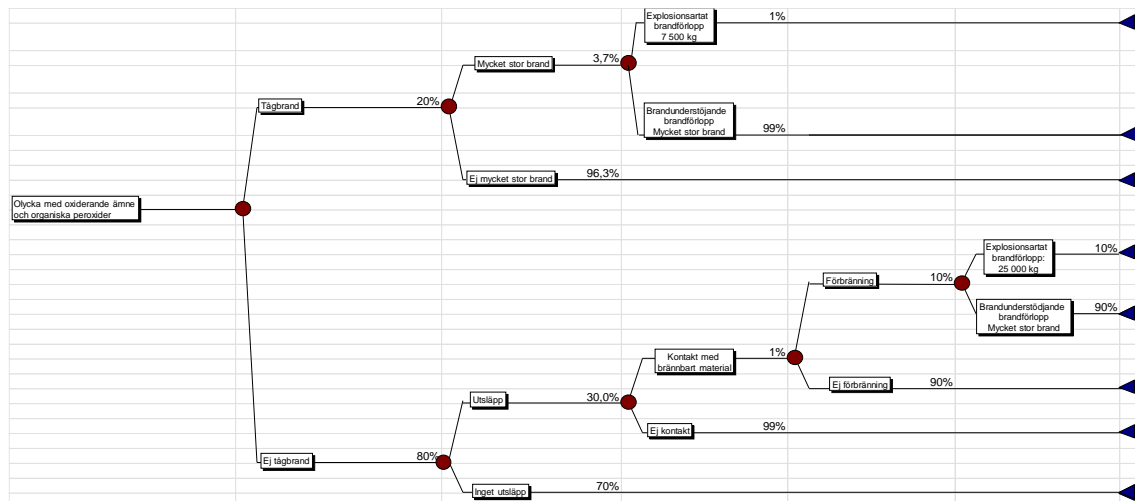 Explosionsartat
brandförlopp
7 500 kg
1%
Mycket stor brand
3,7%
Brandunderstöjande
brandförlopp
Mycket stor brand
99%
Tågbrand
20%
Ej mycket stor brand
96,3%
Olycka med oxiderande ämne
och organiska peroxider
Explosionsartat
brandförlopp:
25 000 kg
10%
Förbränning
10%
Brandunderstödjande
brandförlopp
Mycket stor brand
90%
Kontakt med
brännbart material
1%
Ej förbränning
90%
Utsläpp
30,0%
Ej kontakt
99%
Ej tågbrand
80%
Inget utsläpp
70%